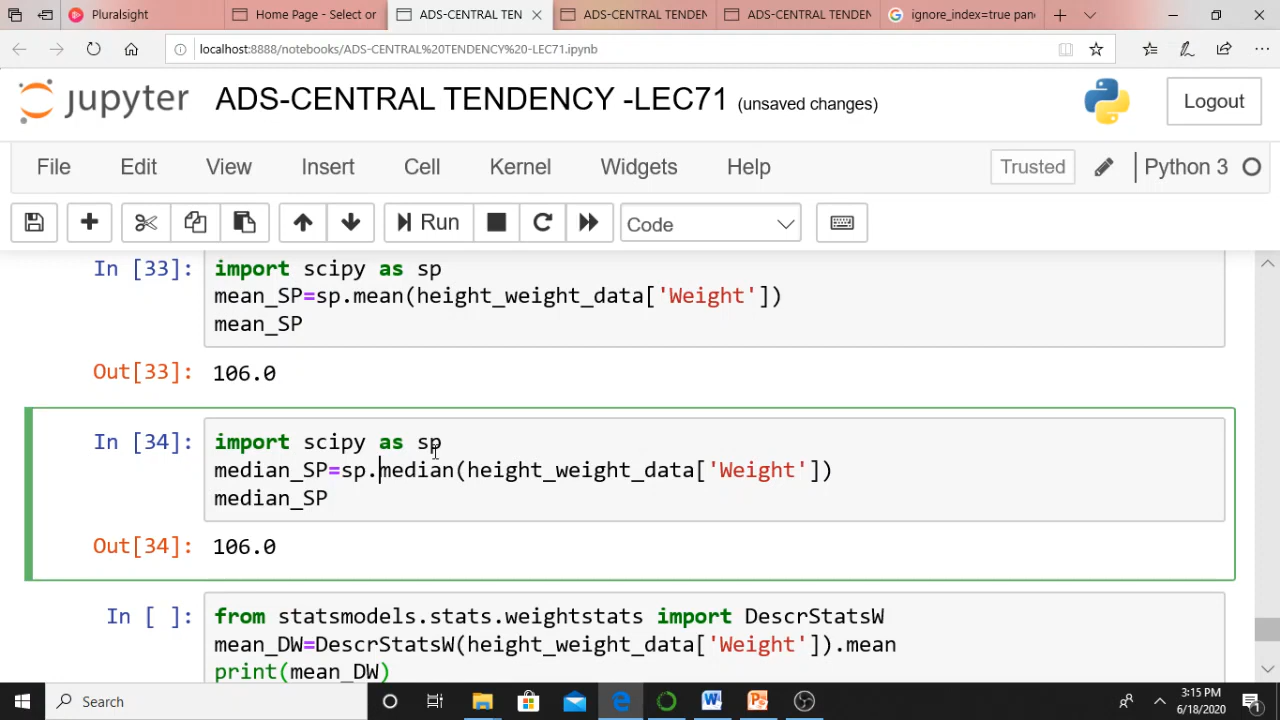 Pluralsight
Home Page - Select or
ADS-CENTRAL TEN
ADS-CENTRAL TENDEN
ADS-CENTRAL TENDEN
ignore_index=true pan
localhost:8888/notebooks/ADS-CENTRAL%20TENDENCY%20-LEC71.ipynb
jupyter
ADS-CENTRAL TENDENCY -LEC71 (unsaved changes)
Logout
File Edit View Insert Cell Kernel Widgets Help
Trusted
Python 3
Run
Code
In [33]:
import scipy as sp
mean_SP=sp.mean(height_weight_data['Weight'])
mean_SP
Out[33]: 106.0
In [34]:
import scipy as sp
median_SP=sp.median(height_weight_data['Weight'])
median_SP
Out[34]: 106.0
In [ ]:
from statsmodels.stats.weightstats import DescrStatsW
mean_DW=DescrStatsW(height_weight_data['Weight']).mean
print(mean_DW)
Search
3:15 PM
6/18/2020